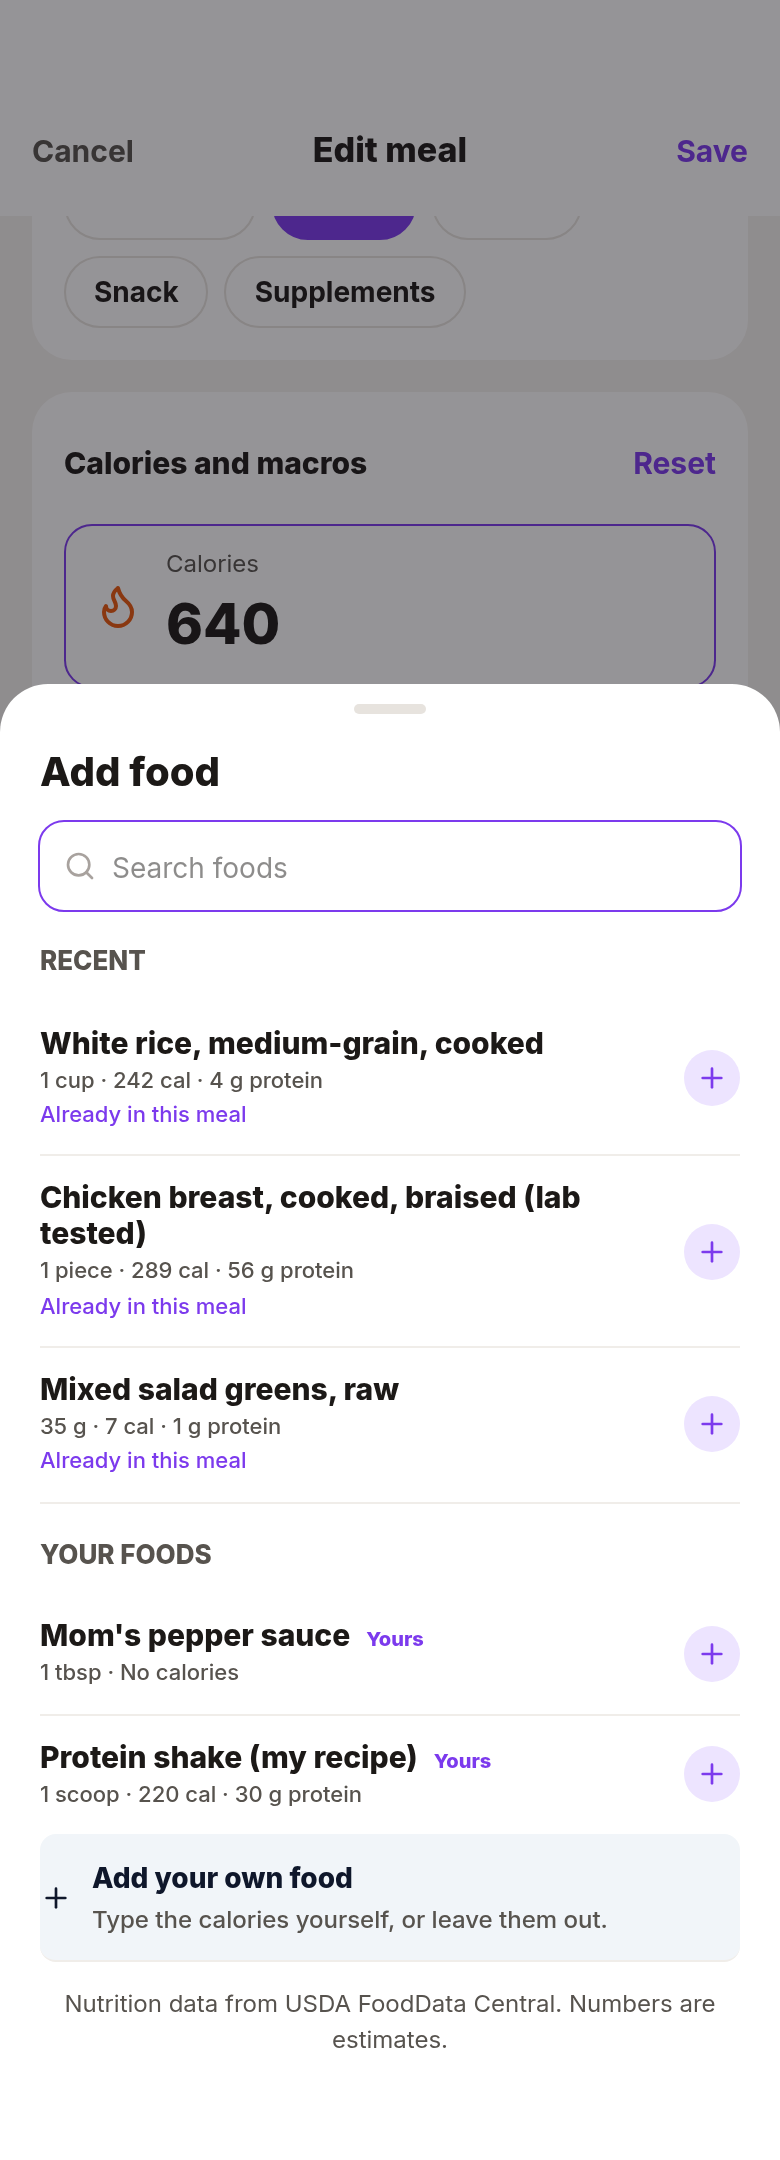 Cancel
Edit meal
Save
Snack
Supplements
Calories and macros
Reset
Calories
640
Add food
Search foods
RECENT
White rice, medium-grain, cooked
1 cup · 242 cal · 4 g protein
Already in this meal
Chicken breast, cooked, braised (lab
tested)
1 piece · 289 cal · 56 g protein
Already in this meal
Mixed salad greens, raw
35 g · 7 cal · 1 g protein
Already in this meal
YOUR FOODS
Mom's pepper sauce Yours
1 tbsp · No calories
Protein shake (my recipe) Yours
1 scoop · 220 cal · 30 g protein
Add your own food
Type the calories yourself, or leave them out.
Nutrition data from USDA FoodData Central. Numbers are
estimates.